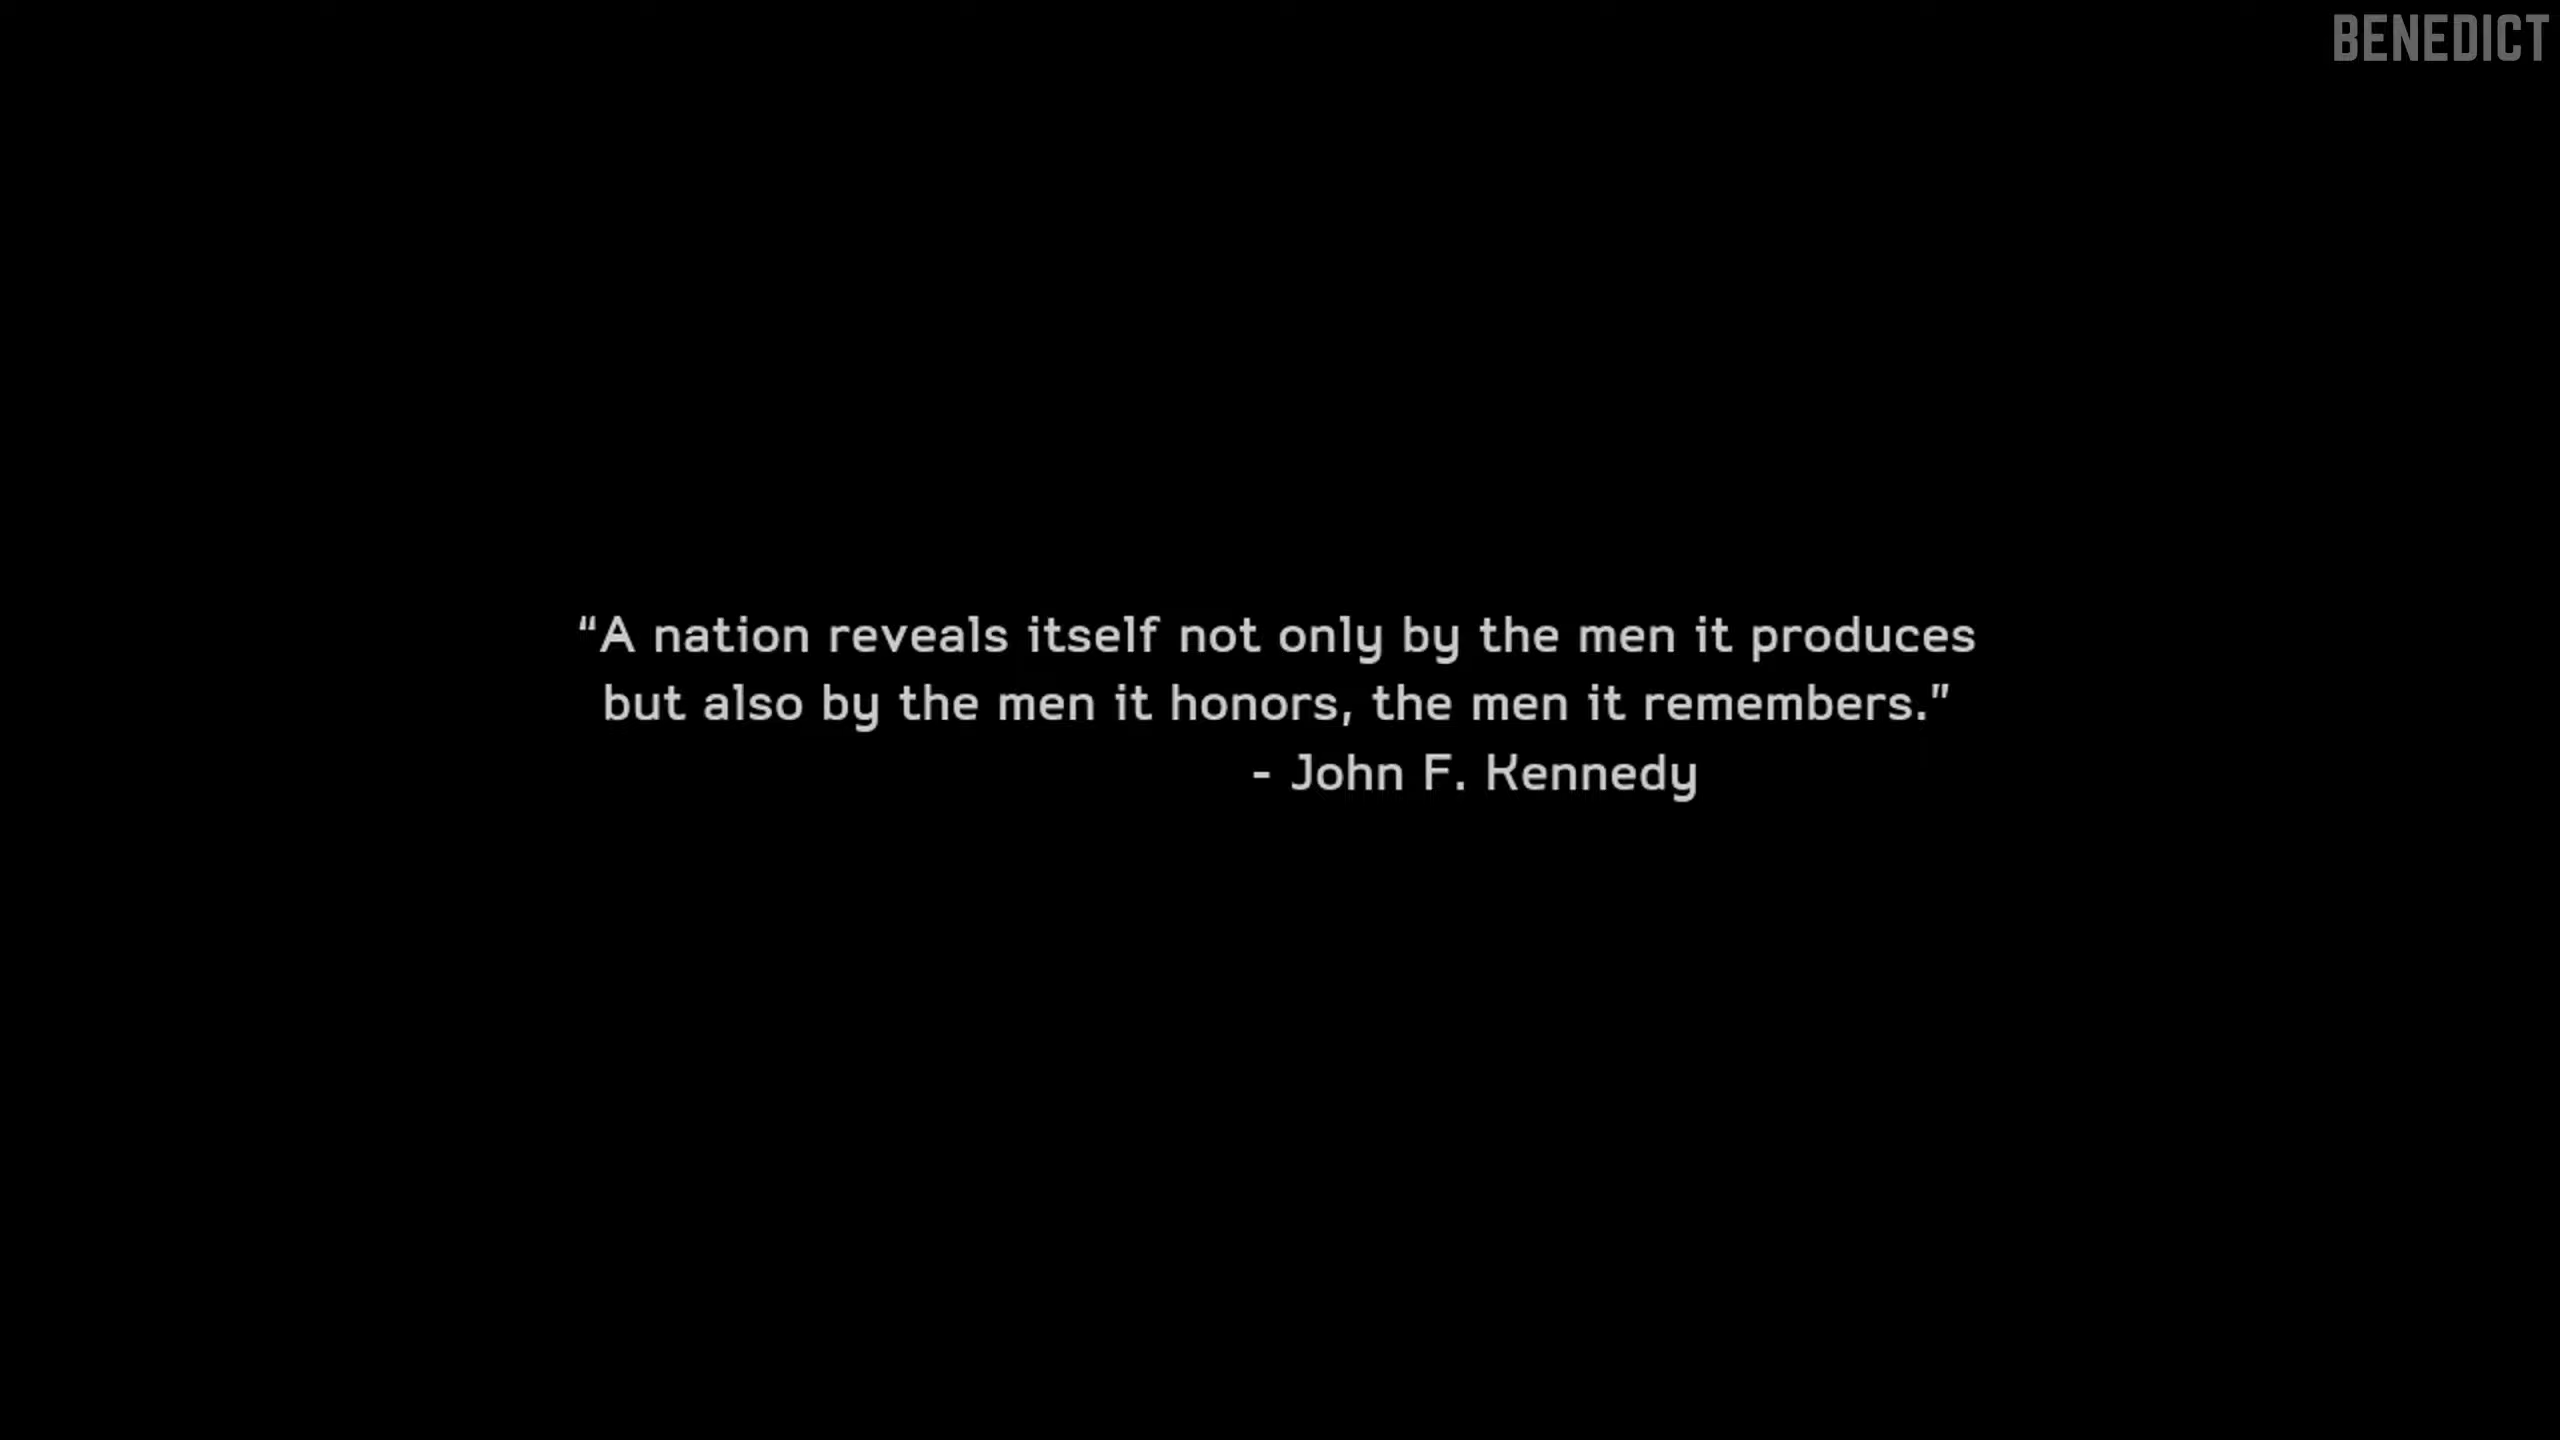 BENEDICT
“A nation reveals itself not only by the men it produces
but also by the men it honors, the men it remembers.”
- John F. Kennedy